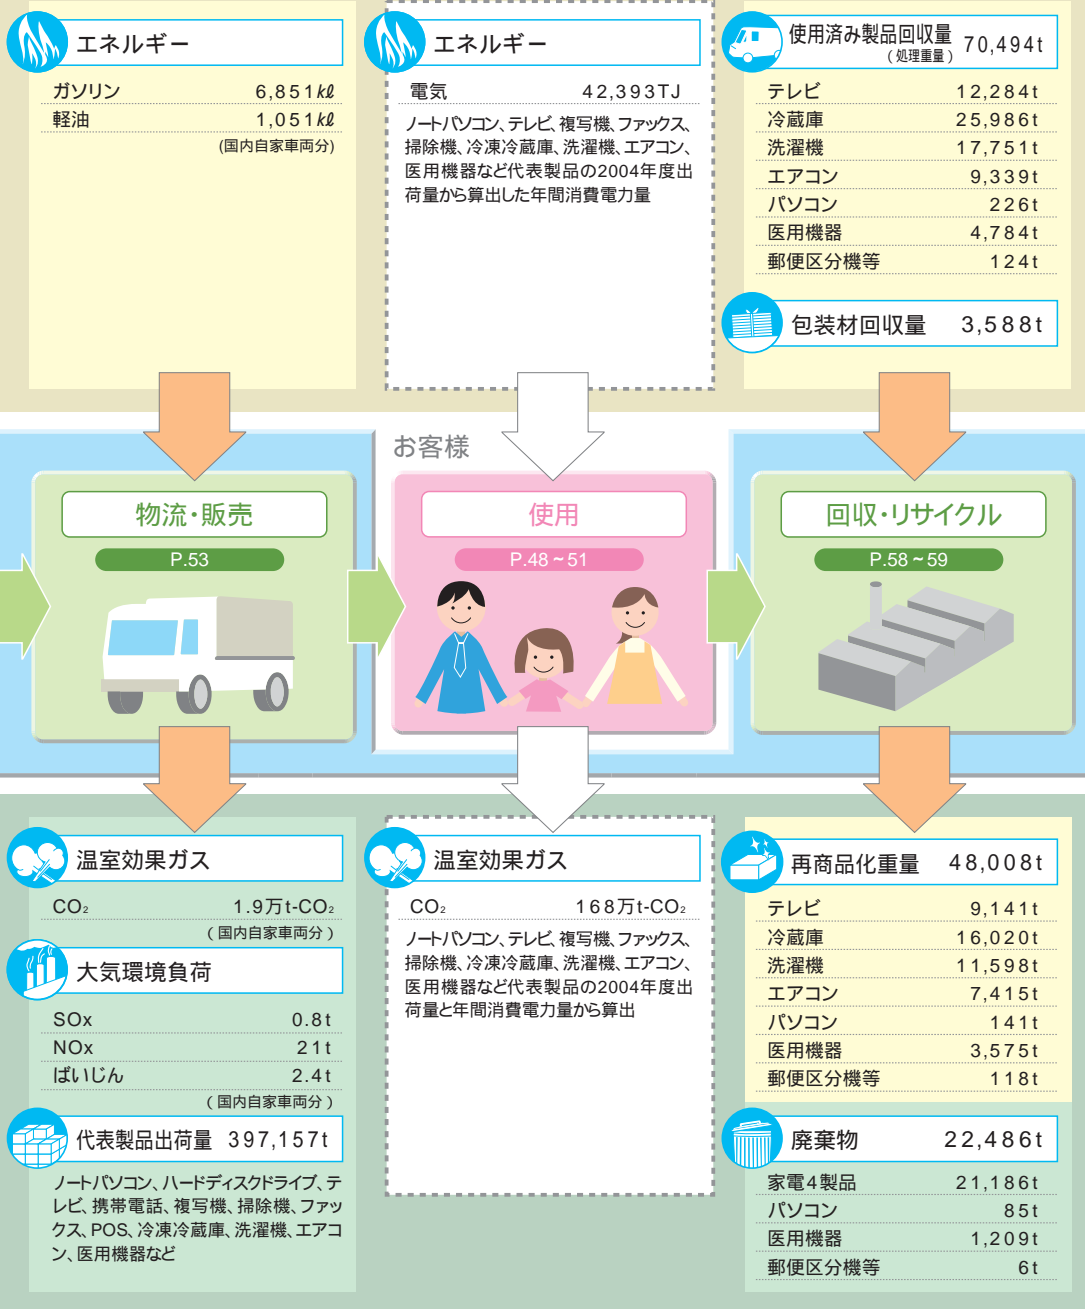 エネルギー
ガソリン 6,851kℓ
軽油 1,051kℓ
(国内自家車両分)
エネルギー
電気 42,393TJ
ノートパソコン、テレビ、複写機、ファックス、
掃除機、冷凍冷蔵庫、洗濯機、エアコン、
医用機器など代表製品の2004年度出
荷量から算出した年間消費電力量
使用済み製品回収量 70,494t
(処理重量)
テレビ 12,284t
冷蔵庫 25,986t
洗濯機 17,751t
エアコン 9,339t
パソコン 226t
医用機器 4,784t
郵便区分機等 124t
包装材回収量 3,588t
物流・販売
P.53
お客様
使用
P.48~51
回収・リサイクル
P.58~59
温室効果ガス
CO₂ 1.9万t-CO₂
(国内自家車両分)
大気環境負荷
SOx 0.8t
NOx 21t
ばいじん 2.4t
(国内自家車両分)
代表製品出荷量 397,157t
ノートパソコン、ハードディスクドライブ、テ
レビ、携帯電話、複写機、掃除機、ファッ
クス、POS、冷凍冷蔵庫、洗濯機、エアコ
ン、医用機器など
温室効果ガス
CO₂ 168万t-CO₂
ノートパソコン、テレビ、複写機、ファックス、
掃除機、冷凍冷蔵庫、洗濯機、エアコン、
医用機器など代表製品の2004年度出
荷量と年間消費電力量から算出
再商品化重量 48,008t
テレビ 9,141t
冷蔵庫 16,020t
洗濯機 11,598t
エアコン 7,415t
パソコン 141t
医用機器 3,575t
郵便区分機等 118t
廃棄物 22,486t
家電4製品 21,186t
パソコン 85t
医用機器 1,209t
郵便区分機等 6t